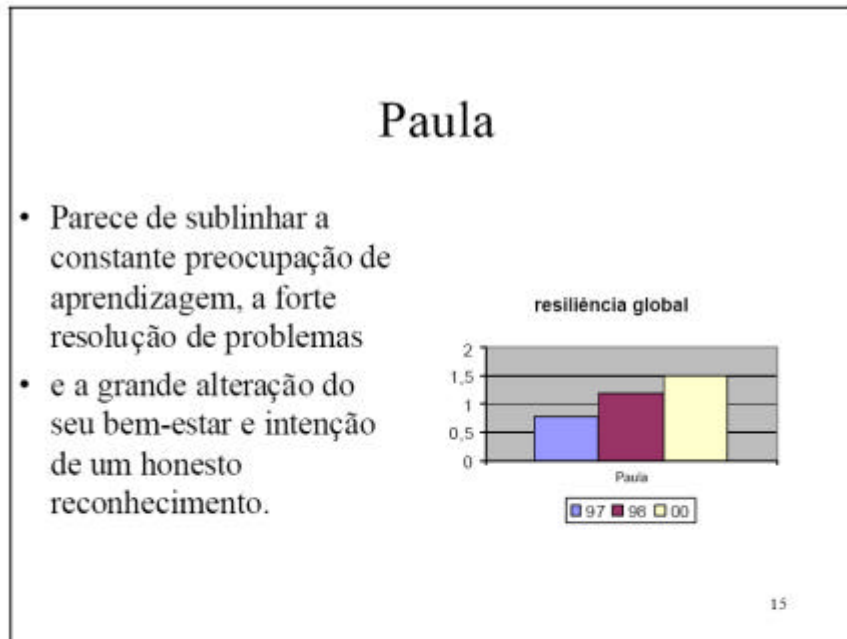 Paula
• Parece de sublinhar a
constante preocupação de
aprendizagem, a forte
resolução de problemas
• e a grande alteração do
seu bem-estar e intenção
de um honesto
reconhecimento.
resiliência global
2
1,5
1
0,5
0
Paula
97 98 00
15